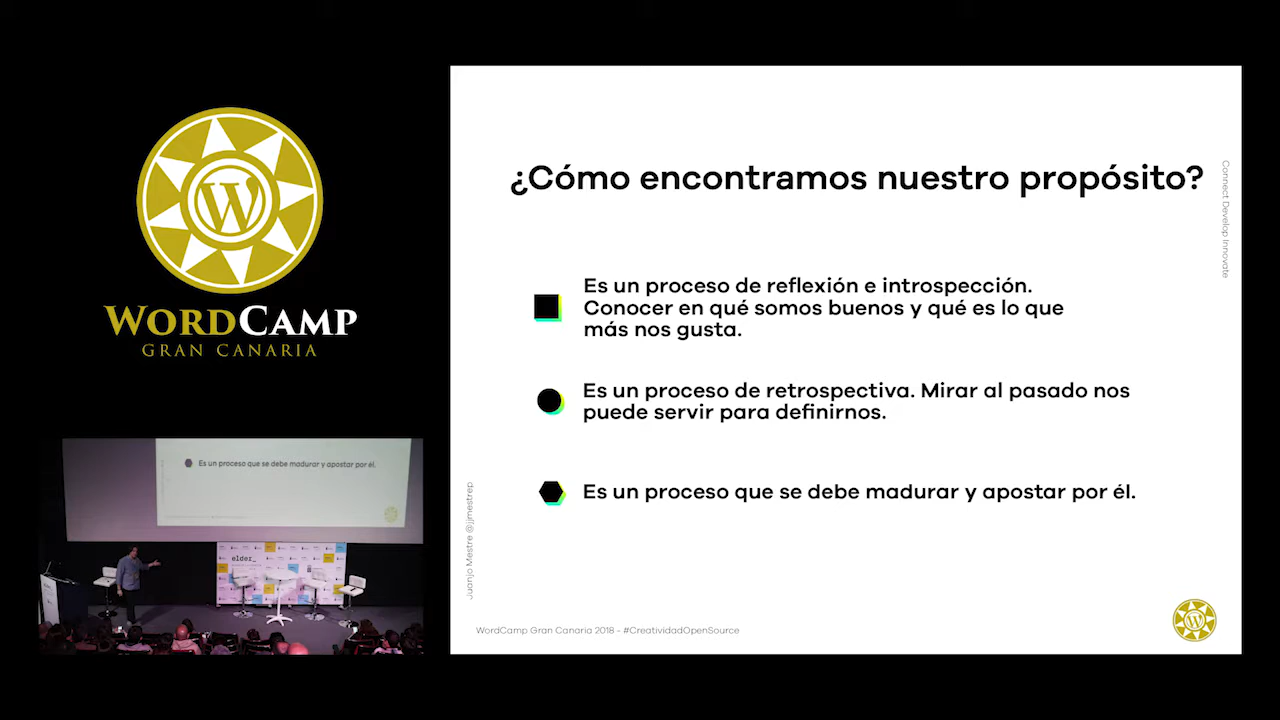 WORDCAMP
GRAN CANARIA
¿Cómo encontramos nuestro propósito?
Es un proceso de reflexión e introspección.
Conocer en qué somos buenos y qué es lo que
más nos gusta.
Es un proceso de retrospectiva. Mirar al pasado nos
puede servir para definirnos.
Es un proceso que se debe madurar y apostar por él.
Connect Develop Innovate
Juanjo Mestre @jjmestrep
WordCamp Gran Canaria 2018 - #CreatividadOpenSource
Es un proceso que se debe madurar y apostar por él.
elder_